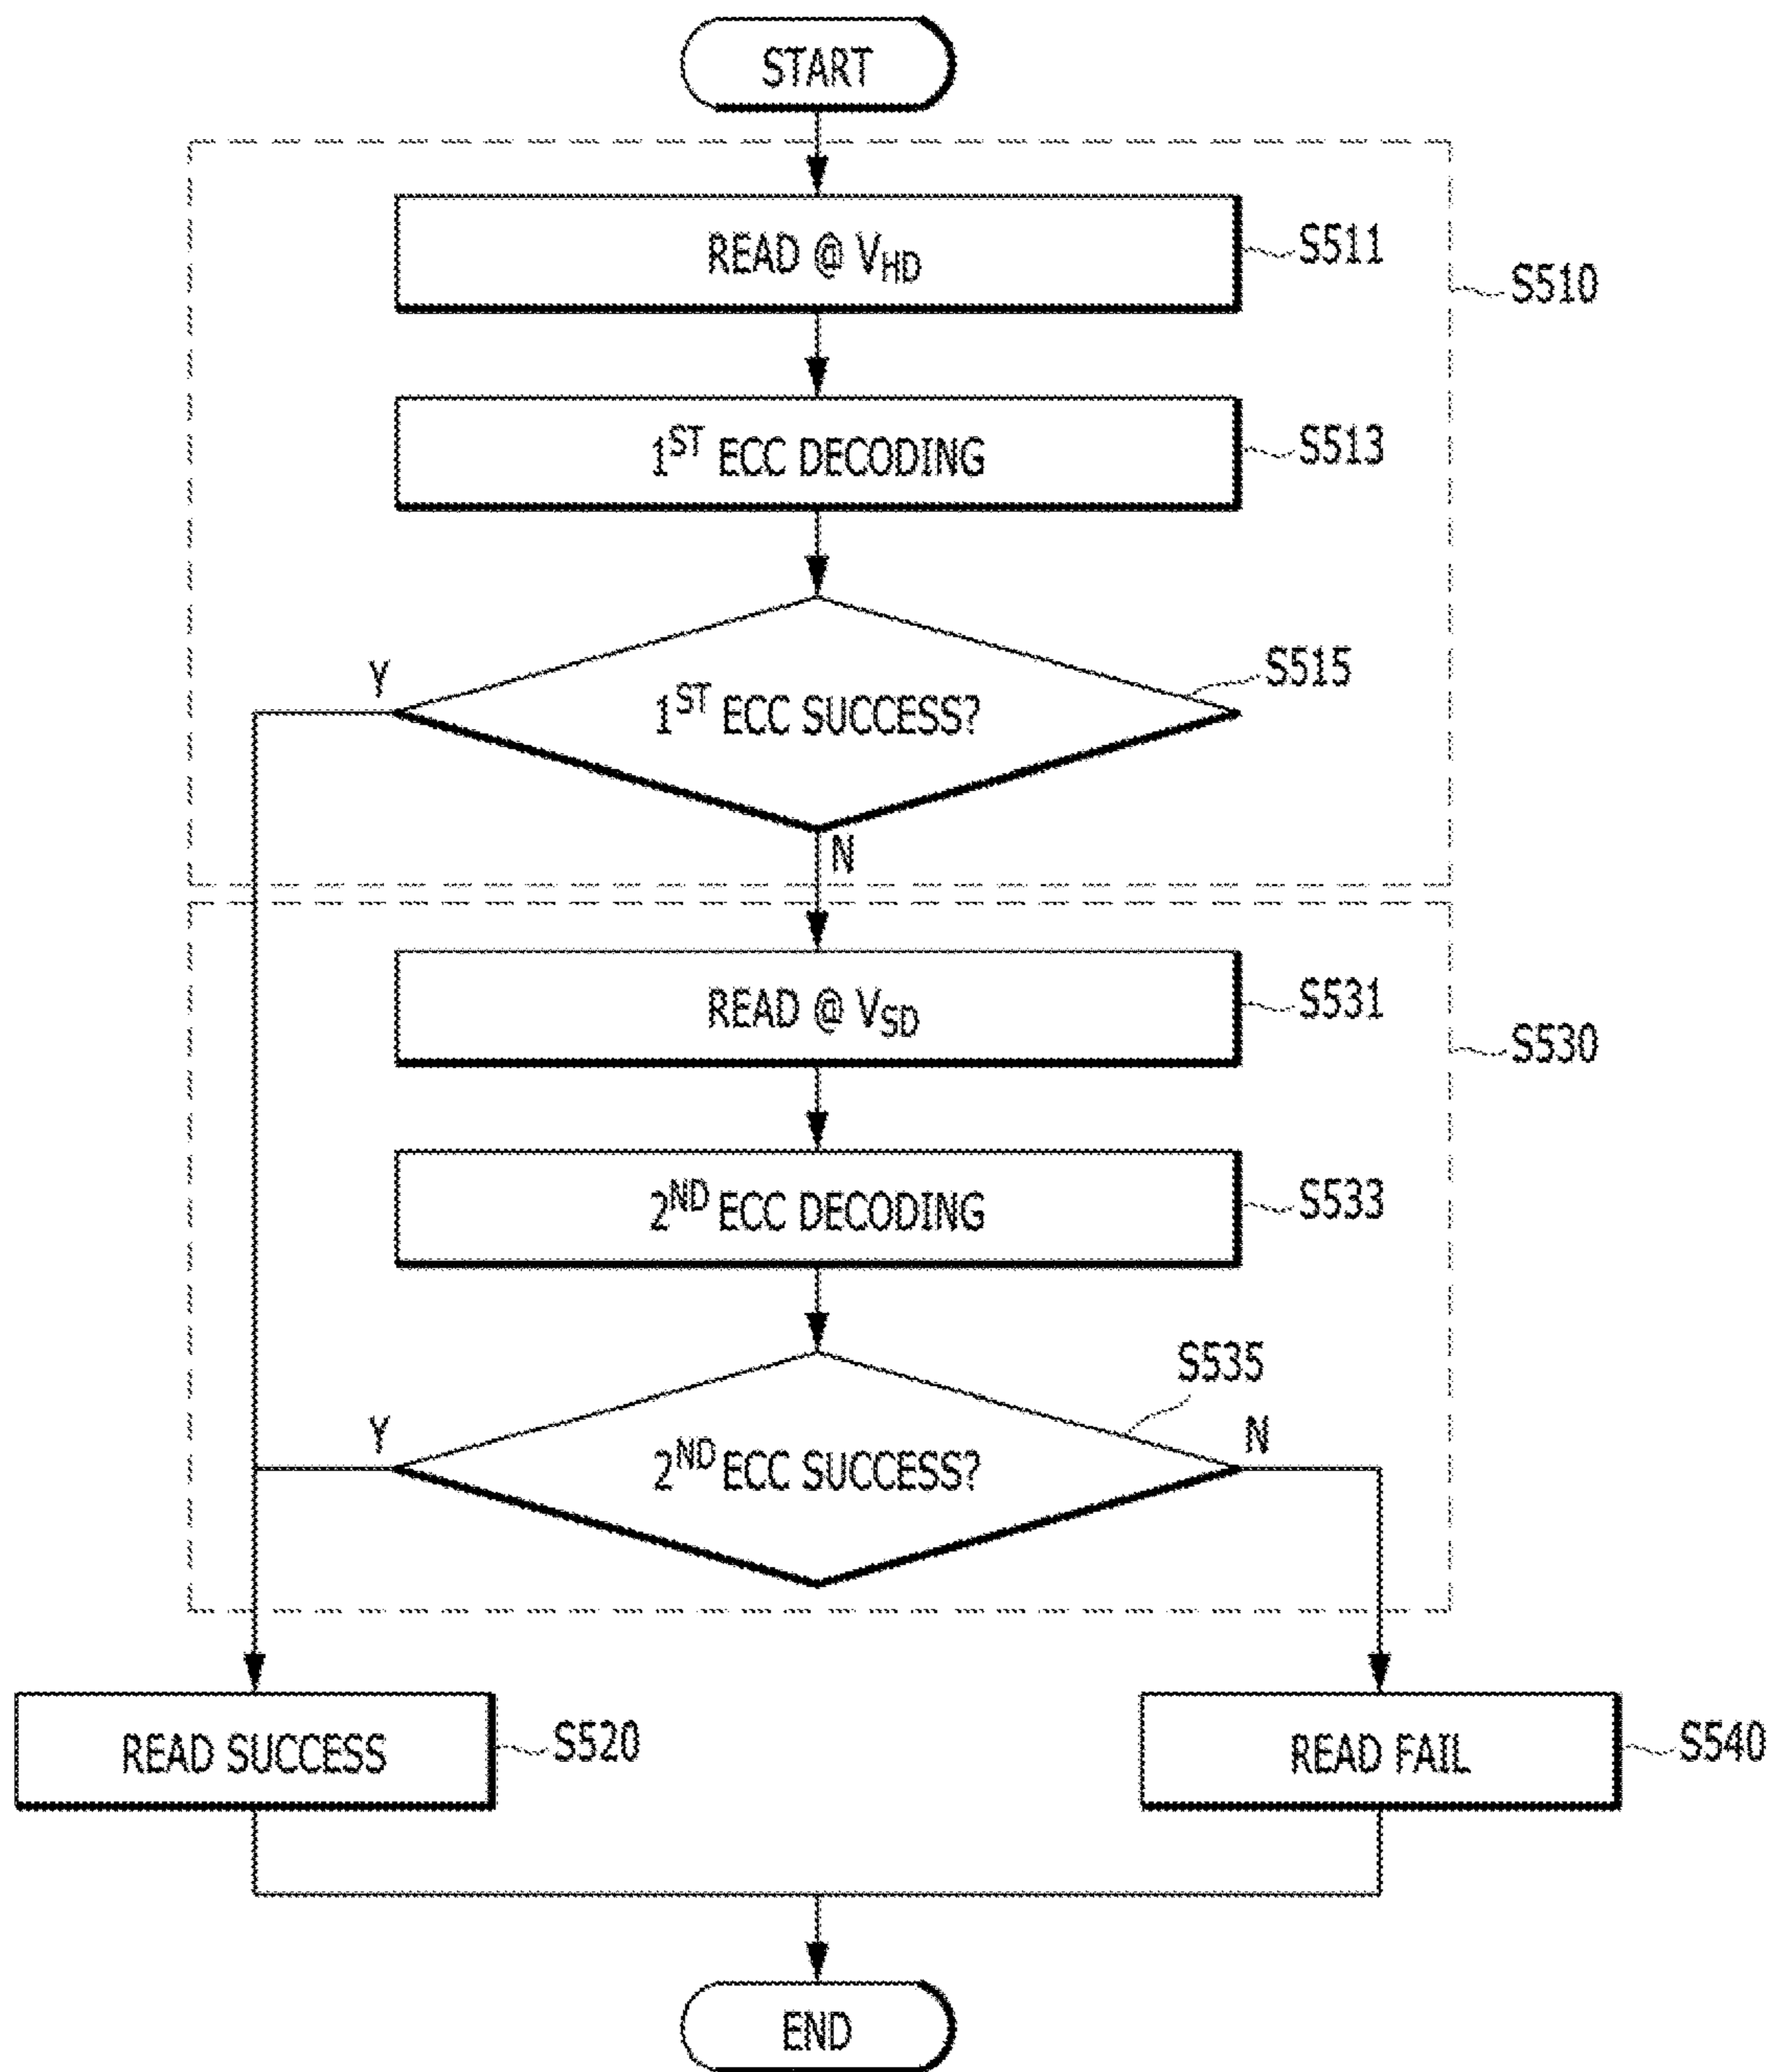 START
READ @ VHD
S511
S510
1ST ECC DECODING
S513
Y
1ST ECC SUCCESS?
S515
N
READ @ VSD
S531
S530
2ND ECC DECODING
S533
S535
Y
2ND ECC SUCCESS?
N
READ SUCCESS
S520
READ FAIL
S540
END